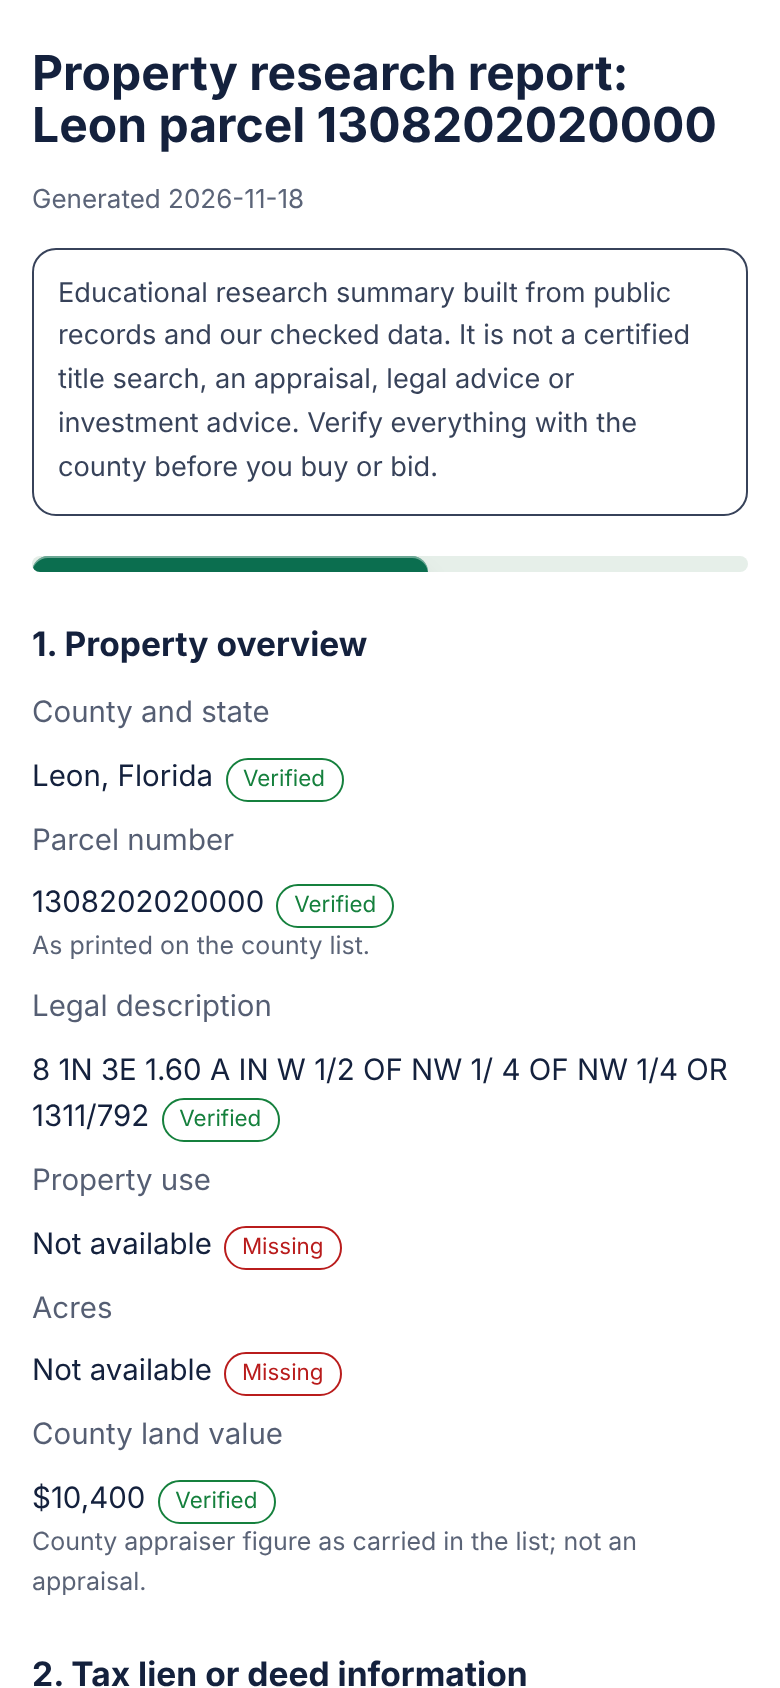 Property research report:
Leon parcel 1308202020000
Generated 2026-11-18
Educational research summary built from public
records and our checked data. It is not a certified
title search, an appraisal, legal advice or
investment advice. Verify everything with the
county before you buy or bid.
1. Property overview
County and state
Leon, Florida Verified
Parcel number
1308202020000 Verified
As printed on the county list.
Legal description
8 1N 3E 1.60 A IN W 1/2 OF NW 1/ 4 OF NW 1/4 OR
1311/792 Verified
Property use
Not available Missing
Acres
Not available Missing
County land value
$10,400 Verified
County appraiser figure as carried in the list; not an
appraisal.
2. Tax lien or deed information